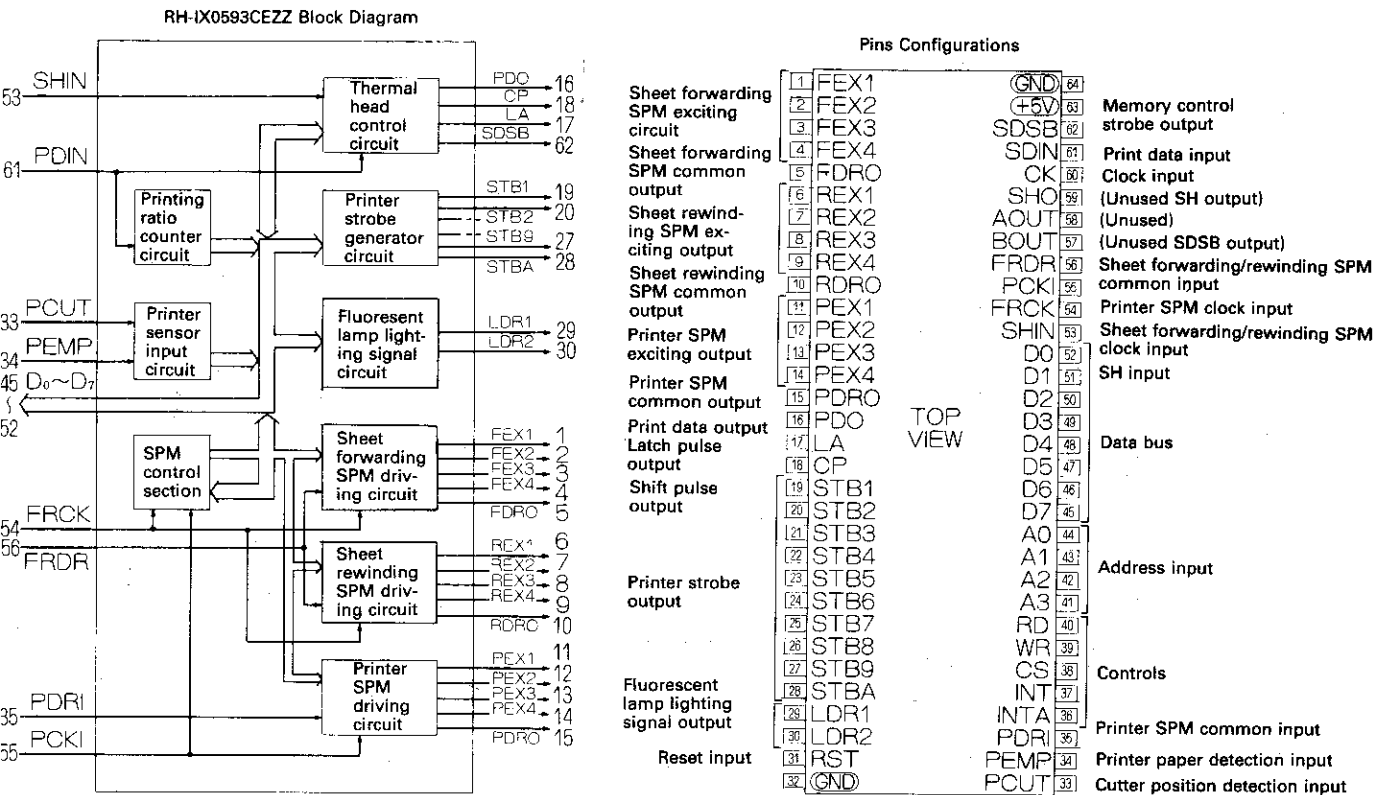 RH-IX0593CEZZ Block Diagram
SHIN
53
PDIN
61
Thermal
head
control
circuit
PDO
16
CP
18
LA
17
SDSB
62
Printing
ratio
counter
circuit
Printer
strobe
generator
circuit
STB1
19
20
STB2
STB9
27
STBA
28
PCUT
33
PEMP
34
Printer
sensor
input
circuit
45 D₀~D₇
52
Fluoresent
lamp light-
ing signal
circuit
LDR1
29
LDR2
30
SPM
control
section
Sheet
forwarding
SPM driv-
ing circuit
FEX1 1
FEX2 2
FEX3 3
FEX4 4
FDRO 5
FRCK
54
56
FRDR
Sheet
rewinding
SPM driv-
ing circuit
REX1 6
REX2 7
REX3 8
REX4 9
RDRO 10
PDRI
35
PCKI
55
Printer
SPM
driving
circuit
PEX1 11
PEX2 12
PEX3 13
PEX4 14
PDRO 15
Pins Configurations
Sheet forwarding
SPM exciting
circuit
Sheet forwarding
SPM common
output
Sheet rewind-
ing SPM ex-
citing output
Sheet rewinding
SPM common
output
Printer SPM
exciting output
Printer SPM
common output
Print data output
Latch pulse
output
Shift pulse
output
Printer strobe
output
Fluorescent
lamp lighting
signal output
Reset input
1 FEX1
2 FEX2
3 FEX3
4 FEX4
5 FDRO
6 REX1
7 REX2
8 REX3
9 REX4
10 RDRO
11 PEX1
12 PEX2
13 PEX3
14 PEX4
15 PDRO
16 PDO
17 LA
18 CP
19 STB1
20 STB2
21 STB3
22 STB4
23 STB5
24 STB6
25 STB7
26 STB8
27 STB9
28 STBA
29 LDR1
30 LDR2
31 RST
32 GND
TOP
VIEW
GND 64
+5V 63
SDSB 62
SDIN 61
CK 60
SHO 59
AOUT 58
BOUT 57
FRDR 56
PCKI 55
FRCK 54
SHIN 53
D0 52
D1 51
D2 50
D3 49
D4 48
D5 47
D6 46
D7 45
A0 44
A1 43
A2 42
A3 41
RD 40
WR 39
CS 38
INT 37
INTA 36
PDRI 35
PEMP 34
PCUT 33
Memory control
strobe output
Print data input
Clock input
(Unused SH output)
(Unused)
(Unused SDSB output)
Sheet forwarding/rewinding SPM
common input
Printer SPM clock input
Sheet forwarding/rewinding SPM
clock input
SH input
Data bus
Address input
Controls
Printer SPM common input
Printer paper detection input
Cutter position detection input